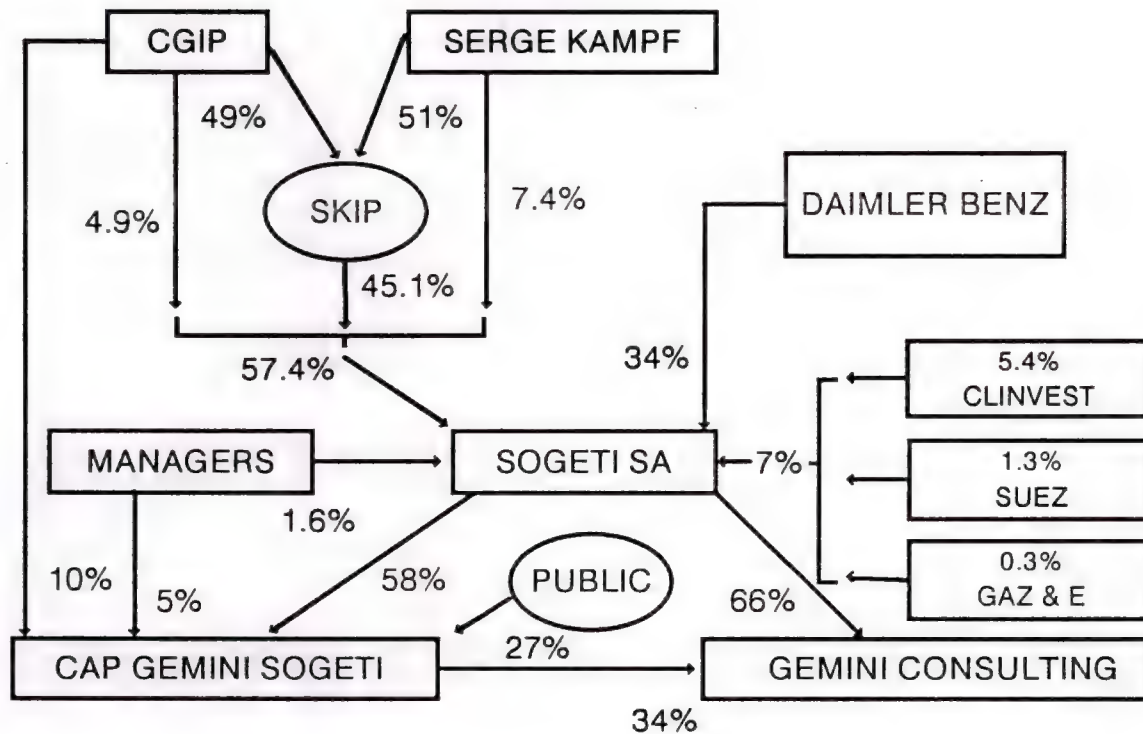 CGIP
SERGE KAMPF
49%
51%
SKIP
4.9%
7.4%
DAIMLER BENZ
45.1%
57.4%
34%
5.4%
CLINVEST
MANAGERS
SOGETI SA
7%
1.3%
SUEZ
1.6%
10%
5%
58%
PUBLIC
66%
0.3%
GAZ & E
27%
CAP GEMINI SOGETI
GEMINI CONSULTING
34%